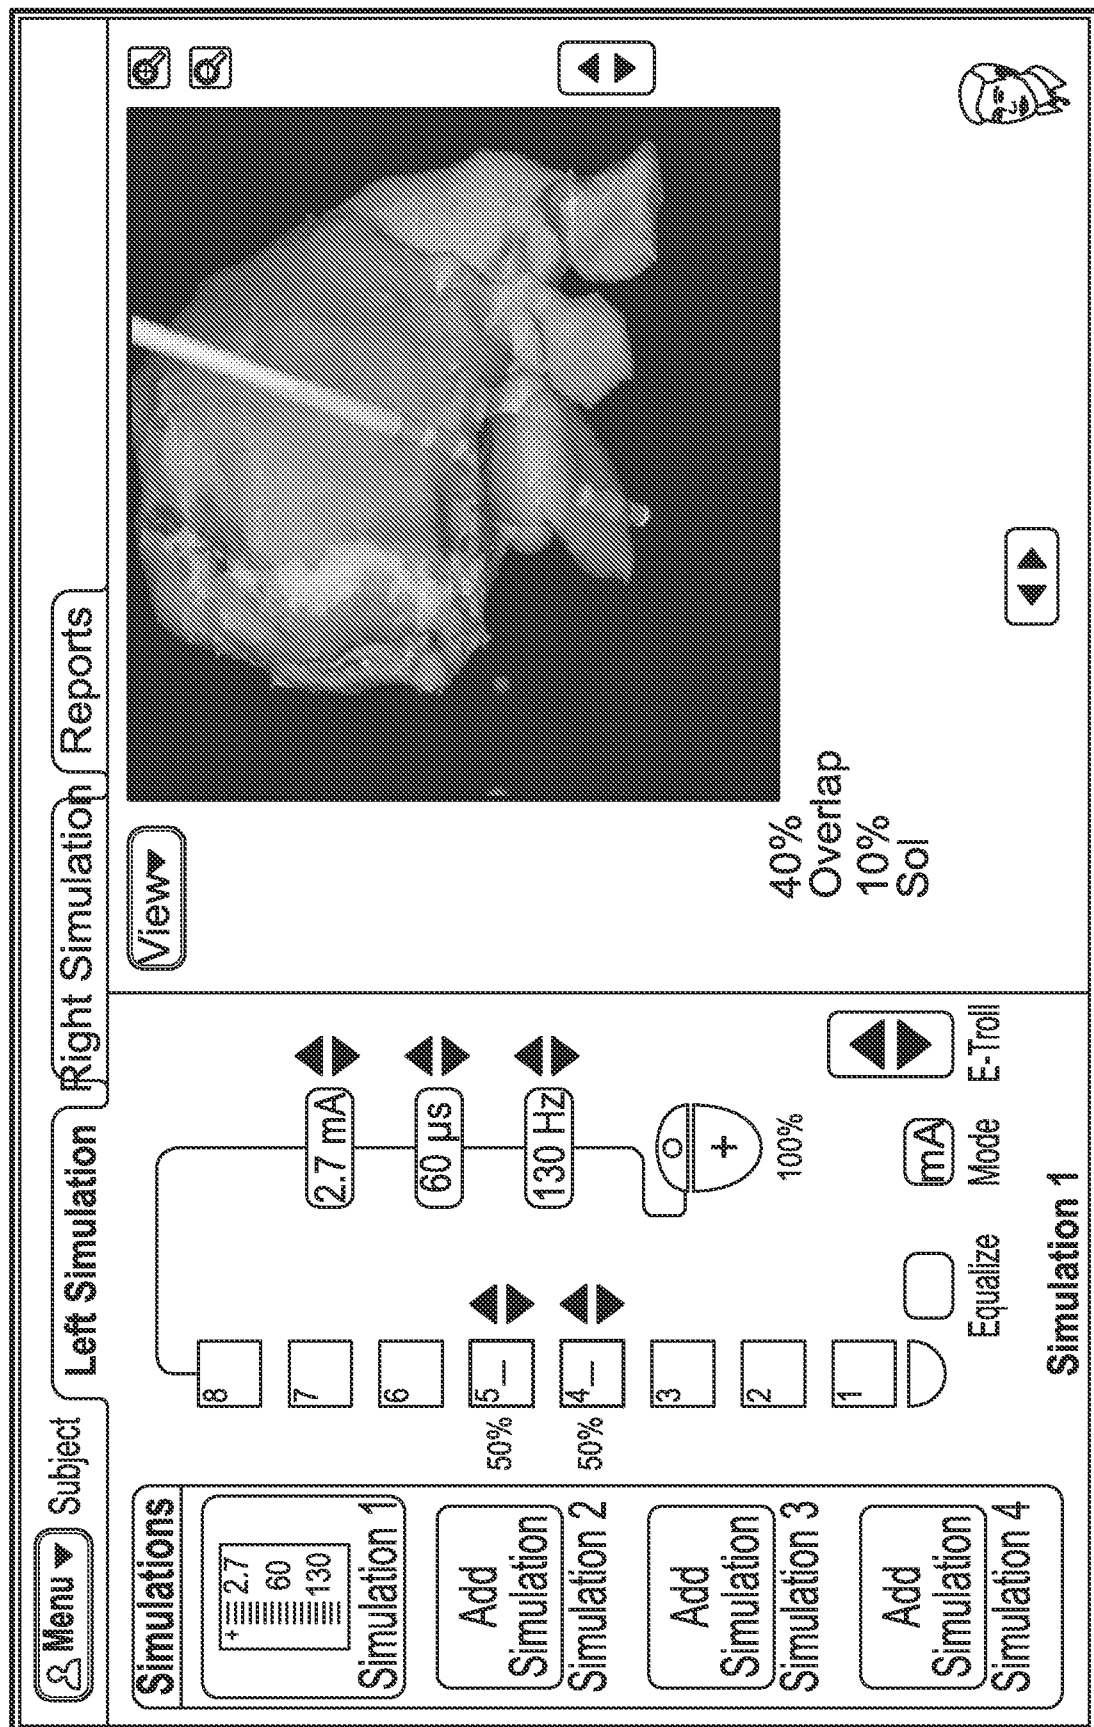 Menu ▼ Subject
Left Simulation
Right Simulation
Reports
Simulations
+ 2.7
60
130
Simulation 1
Add
Simulation
Simulation 2
Add
Simulation
Simulation 3
Add
Simulation
Simulation 4
8
7
6
50% 5 –
50% 4 –
3
2
1
2.7 mA
60 µs
130 Hz
O
+
100%
Equalize
mA
Mode
E-Troll
Simulation 1
View▼
40%
Overlap
10%
Sol